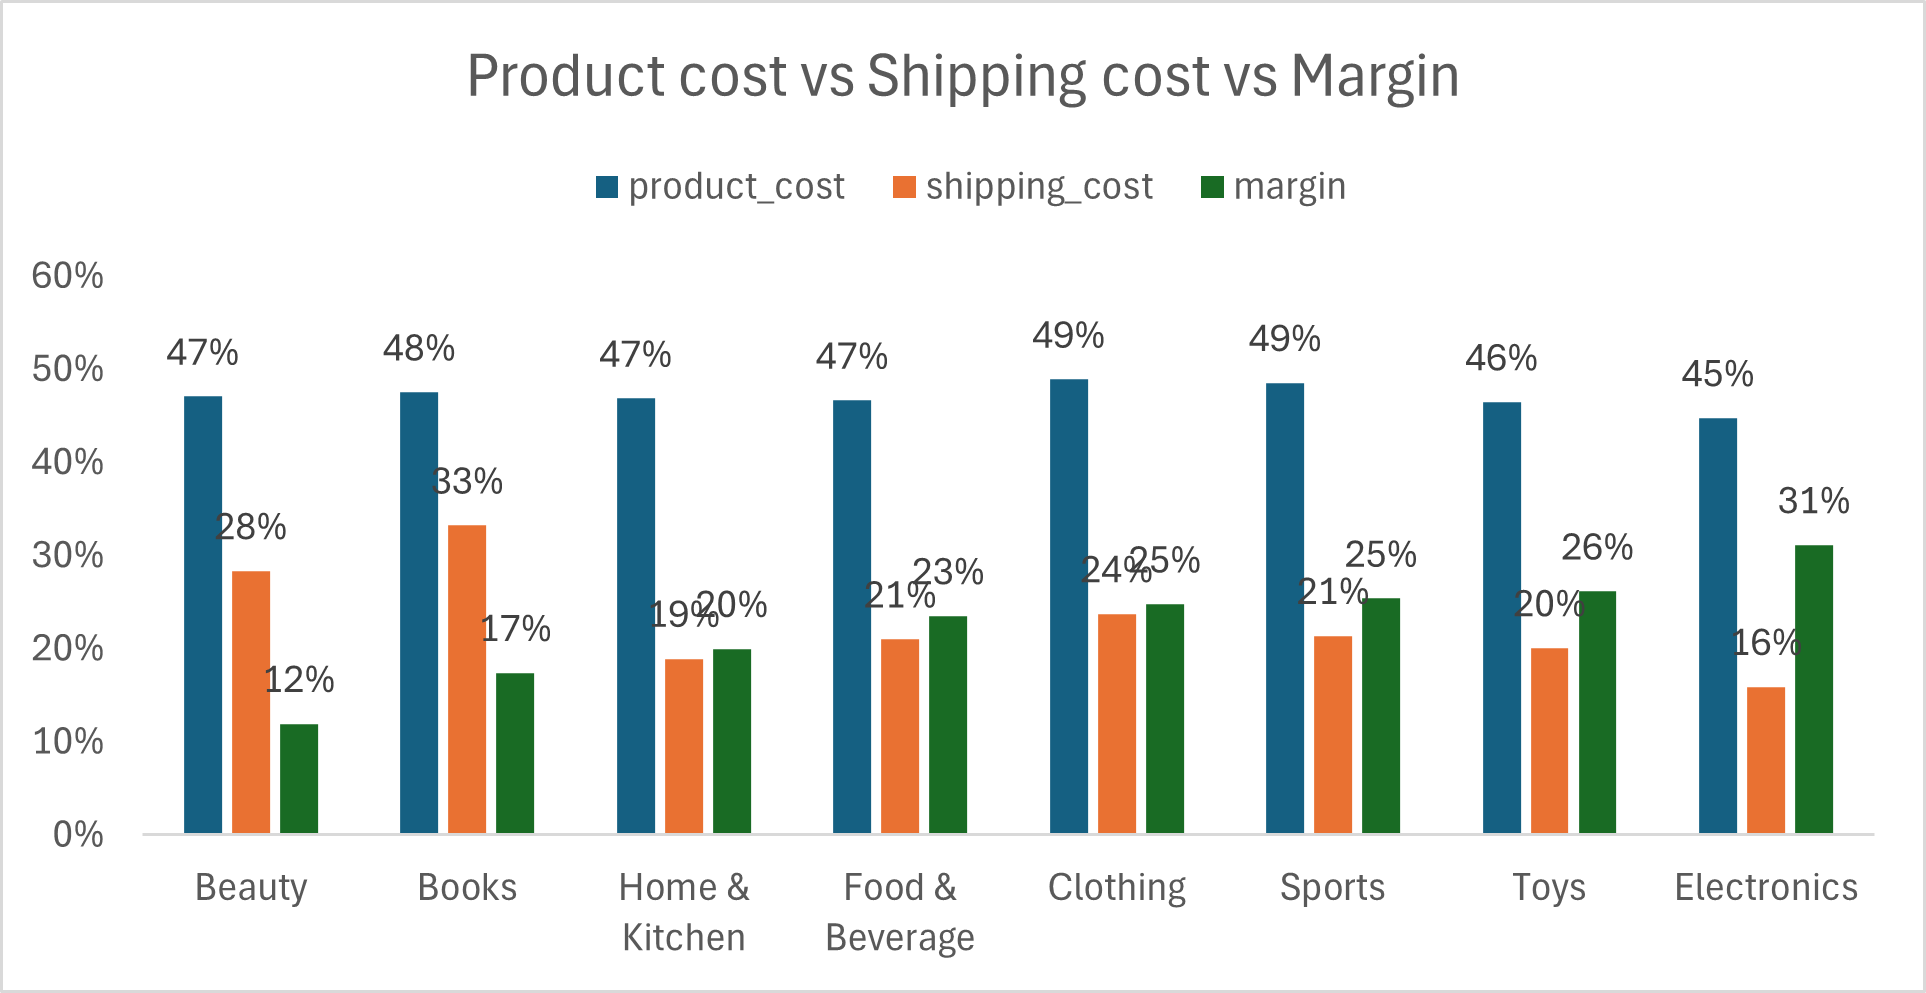 Product cost vs Shipping cost vs Margin
product_cost shipping_cost margin
60%
50%
40%
30%
20%
10%
0%
47% 28% 12%
48% 33% 17%
47% 19% 20%
47% 21% 23%
49% 24% 25%
49% 21% 25%
46% 20% 26%
45% 16% 31%
Beauty
Books
Home &
Kitchen
Food &
Beverage
Clothing
Sports
Toys
Electronics